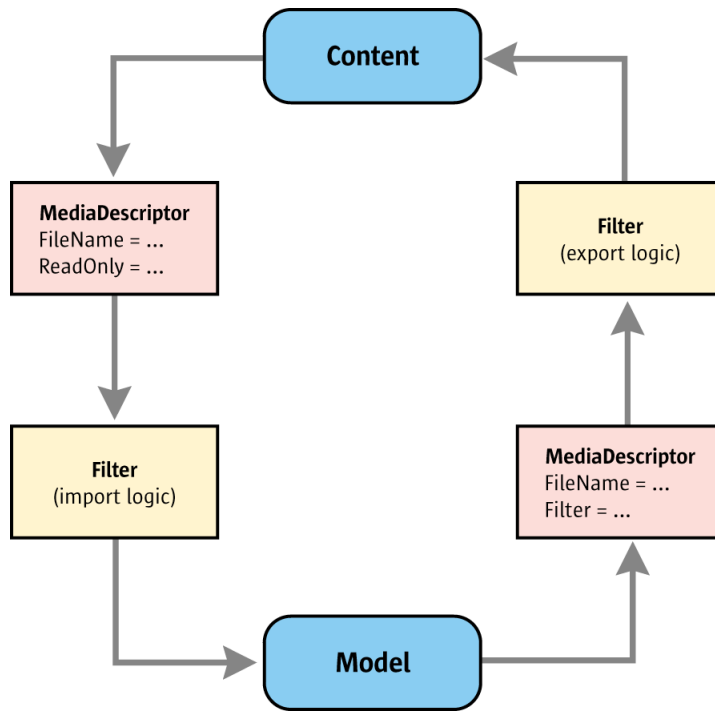 Content
MediaDescriptor
FileName = ...
ReadOnly = ...
Filter
(export logic)
Filter
(import logic)
MediaDescriptor
FileName = ...
Filter = ...
Model